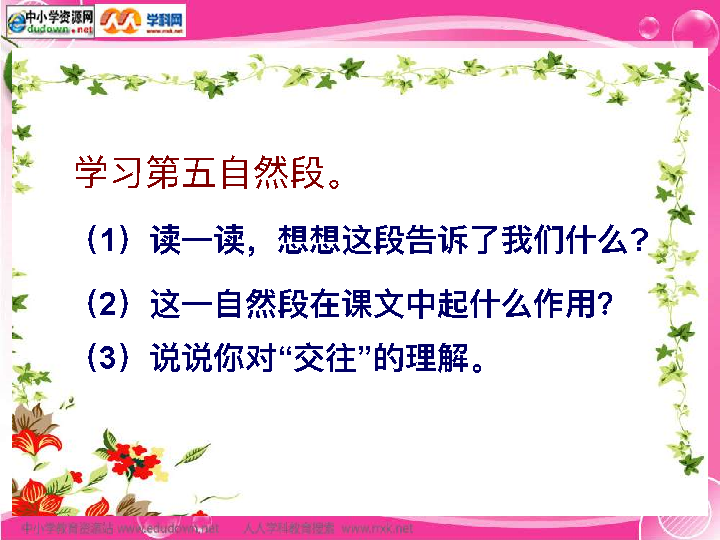 中小学资源网
edudown.net
学科网
www.nxk.net
学习第五自然段。
（1）读一读，想想这段告诉了我们什么？
（2）这一自然段在课文中起什么作用？
（3）说说你对“交往”的理解。
中小学教育资源站 www.edudown.net 人人学科教育搜索 www.nxk.net